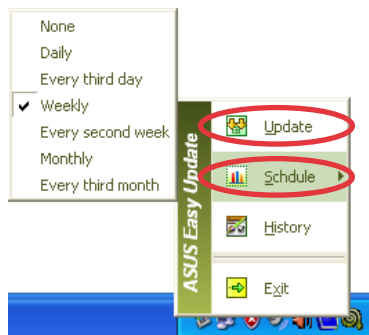 None
Daily
Every third day
Weekly
Every second week
Monthly
Every third month
ASUS Easy Update
Update
Schdule
History
Exit